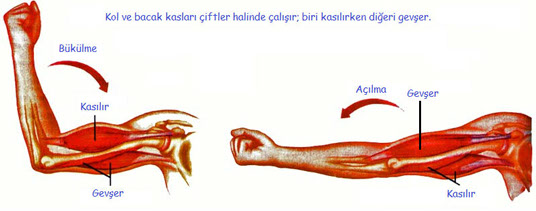 Kol ve bacak kasları çiftler halinde çalışır; biri kasılırken diğeri gevşer.
Bükülme
Kasılır
Gevşer
Açılma
Gevşer
Kasılır